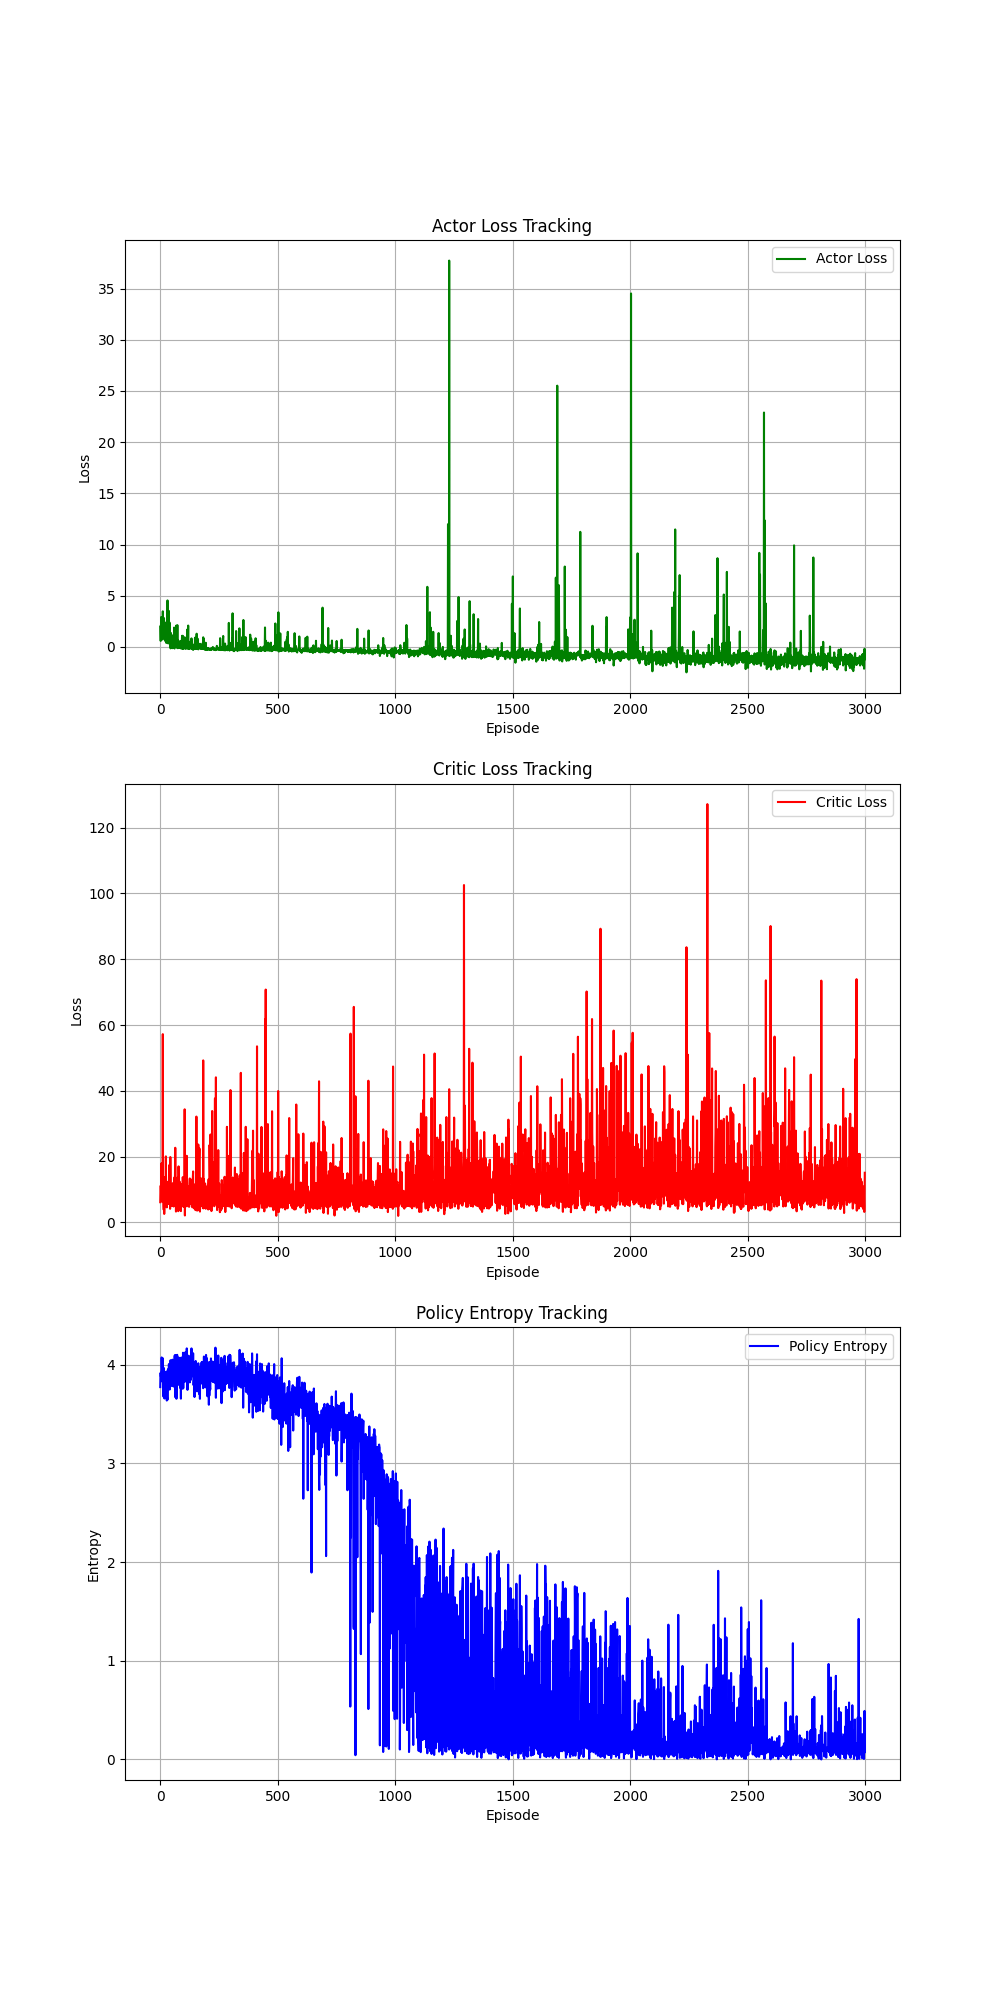 Actor Loss Tracking
Actor Loss
35
30
25
20
15
10
5
0
Loss
0 500 1000 1500 2000 2500 3000
Episode
Critic Loss Tracking
Critic Loss
120
100
80
60
40
20
0
Loss
0 500 1000 1500 2000 2500 3000
Episode
Policy Entropy Tracking
Policy Entropy
4
3
2
1
0
Entropy
0 500 1000 1500 2000 2500 3000
Episode